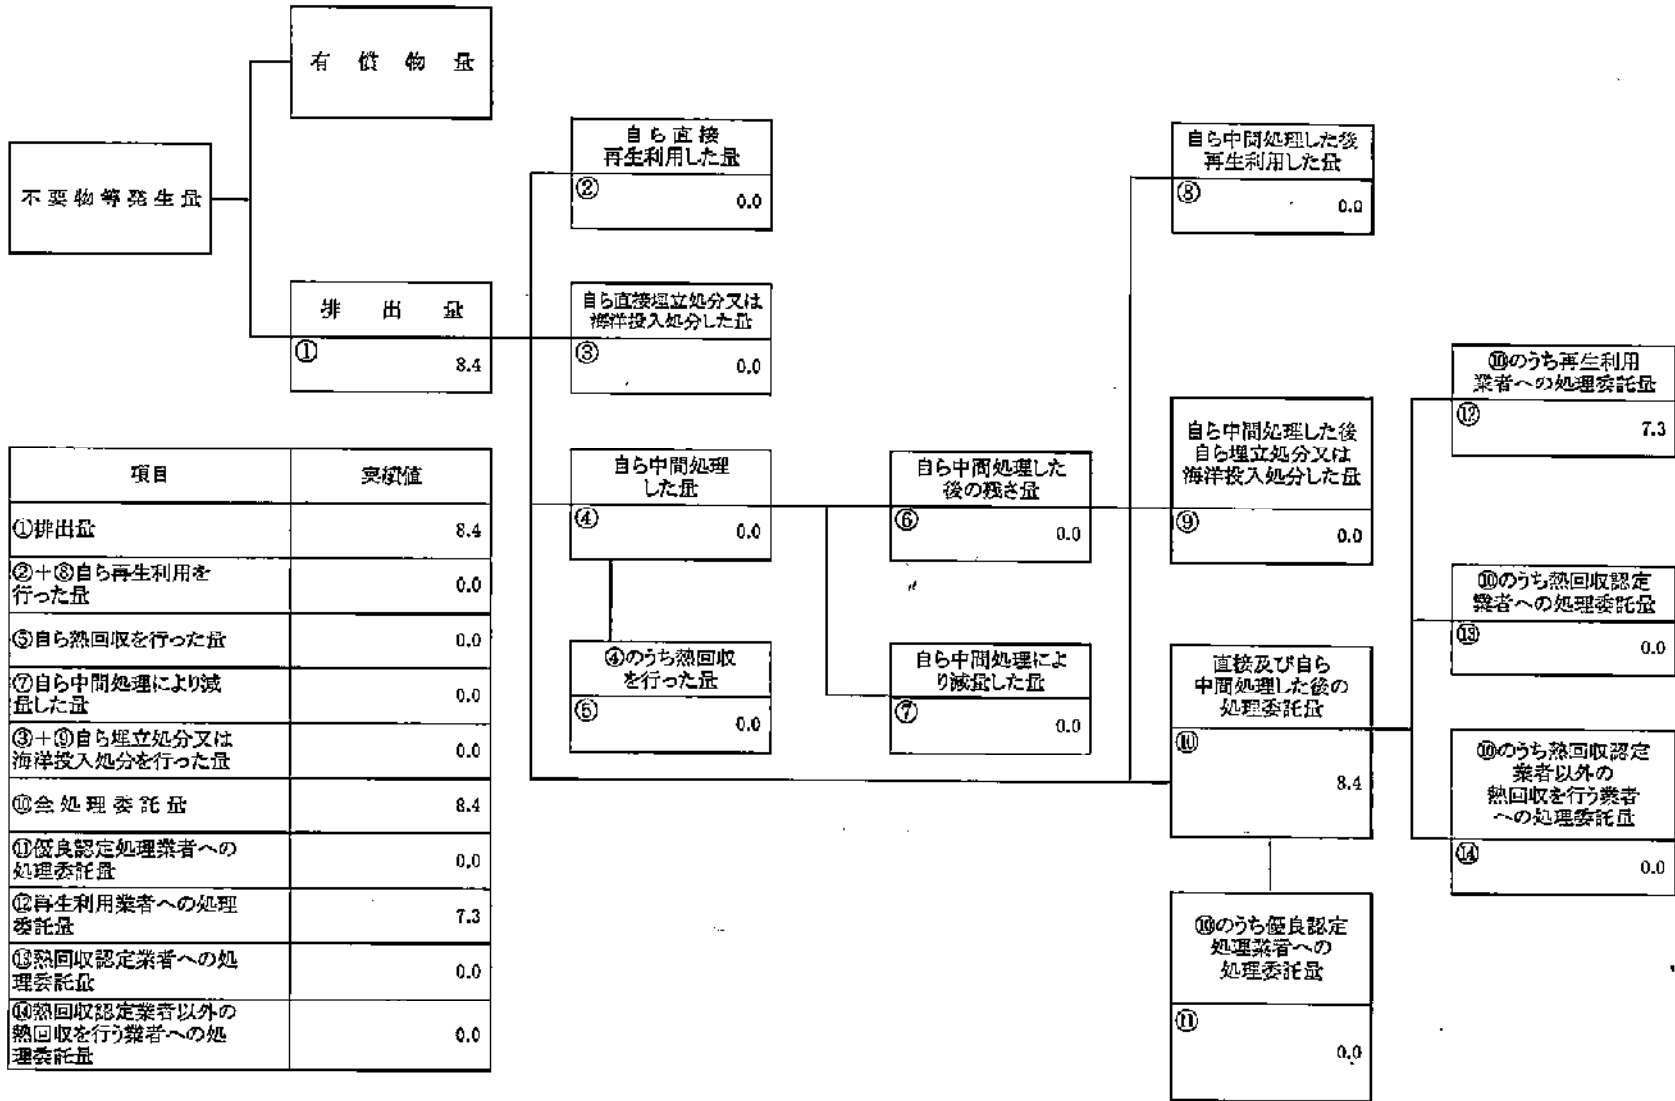 有償物量
不要物等発生量
排出量
①
8.4
自ら直接
再生利用した量
②
0.0
自ら直接埋立処分又は
海洋投入処分した量
③
0.0
自ら中間処理
した量
④
0.0
④のうち熱回収
を行った量
⑤
0.0
自ら中間処理した
後の残さ量
⑥
0.0
自ら中間処理によ
り減量した量
⑦
0.0
自ら中間処理した後
再生利用した量
⑧
0.0
自ら中間処理した後
自ら埋立処分又は
海洋投入処分した量
⑨
0.0
直接及び自ら
中間処理した後の
処理委託量
⑩
8.4
⑩のうち優良認定
処理業者への
処理委託量
⑪
0.0
⑩のうち再生利用
業者への処理委託量
⑫
7.3
⑩のうち熱回収認定
業者への処理委託量
⑬
0.0
⑩のうち熱回収認定
業者以外の
熱回収を行う業者
への処理委託量
⑭
0.0
項目 実績値
①排出量 8.4
②+⑧自ら再生利用を
行った量 0.0
⑤自ら熱回収を行った量 0.0
⑦自ら中間処理により減
量した量 0.0
③+⑨自ら埋立処分又は
海洋投入処分を行った量 0.0
⑩全処理委託量 8.4
⑪優良認定処理業者への
処理委託量 0.0
⑫再生利用業者への処理
委託量 7.3
⑬熱回収認定業者への処
理委託量 0.0
⑭熱回収認定業者以外の
熱回収を行う業者への処
理委託量 0.0